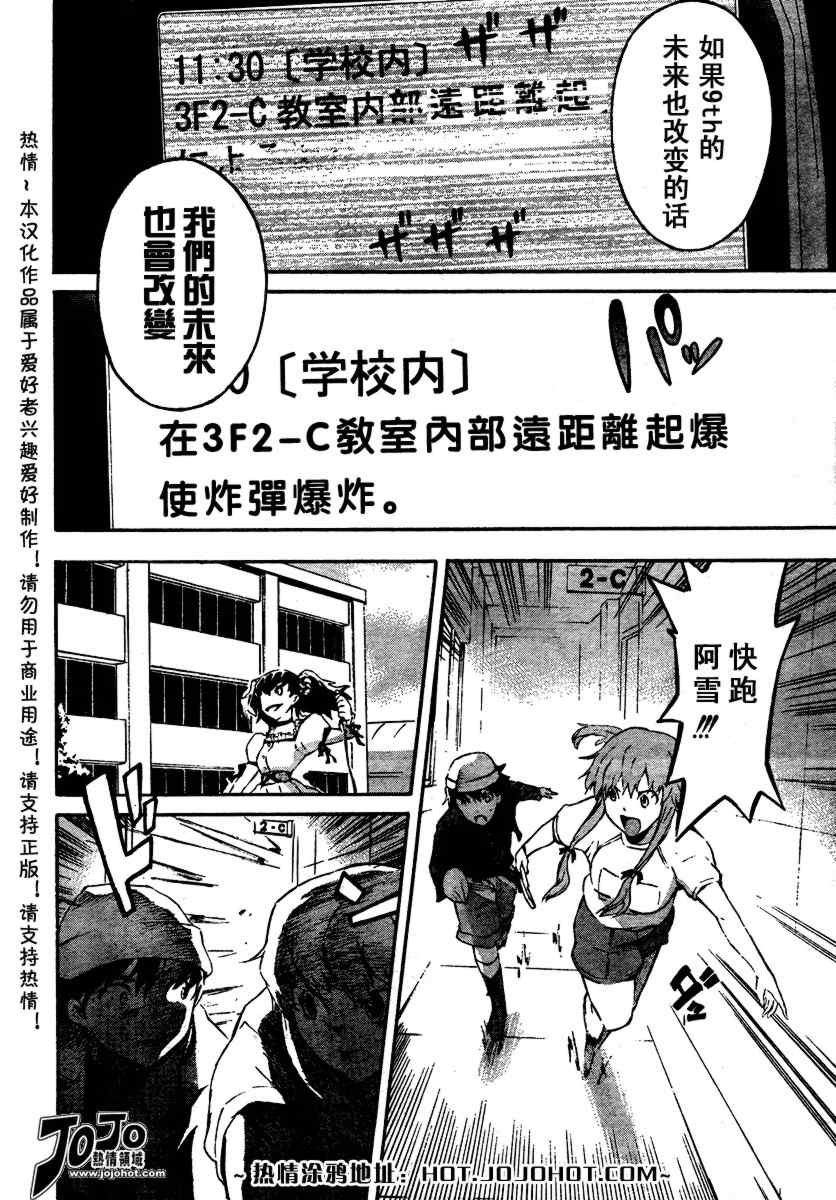 如果9th的
未来也改变的话
ザザ
11:30〔学校内〕
3F2-C教室内部遠距離起
ザザザ
我們的未來
也會改變
パパッ
0〔学校内〕
在3F2-C教室內部遠距離起爆
使炸彈爆炸。
2-C
快跑
阿雪!!!
ダッ
2-C
热情~本汉化作品属于爱好者兴趣爱好制作!请勿用于商业用途!请支持正版!请支持热情!
JOJO
熱情領域
www.jojohot.com
~热情涂鸦地址:HOT.JOJOHOT.COM~